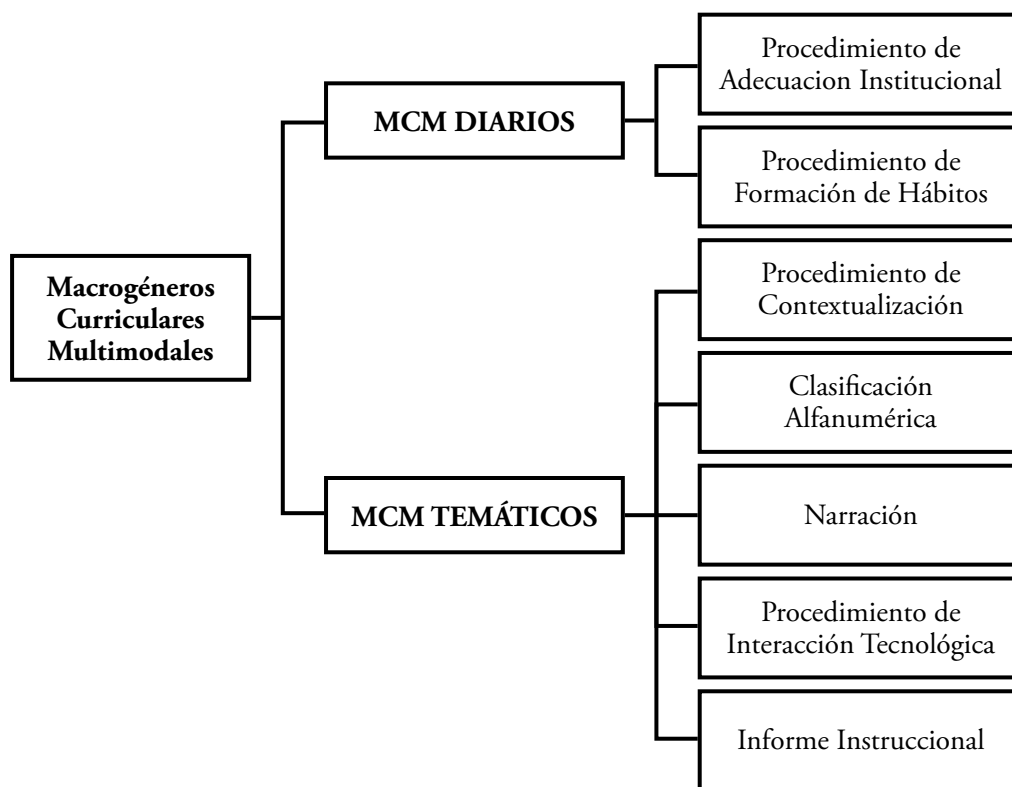 Macrogéneros
Curriculares
Multimodales
MCM DIARIOS
Procedimiento de
Adecuacion Institucional
Procedimiento de
Formación de Hábitos
MCM TEMÁTICOS
Procedimiento de
Contextualización
Clasificación
Alfanumérica
Narración
Procedimiento de
Interacción Tecnológica
Informe Instruccional